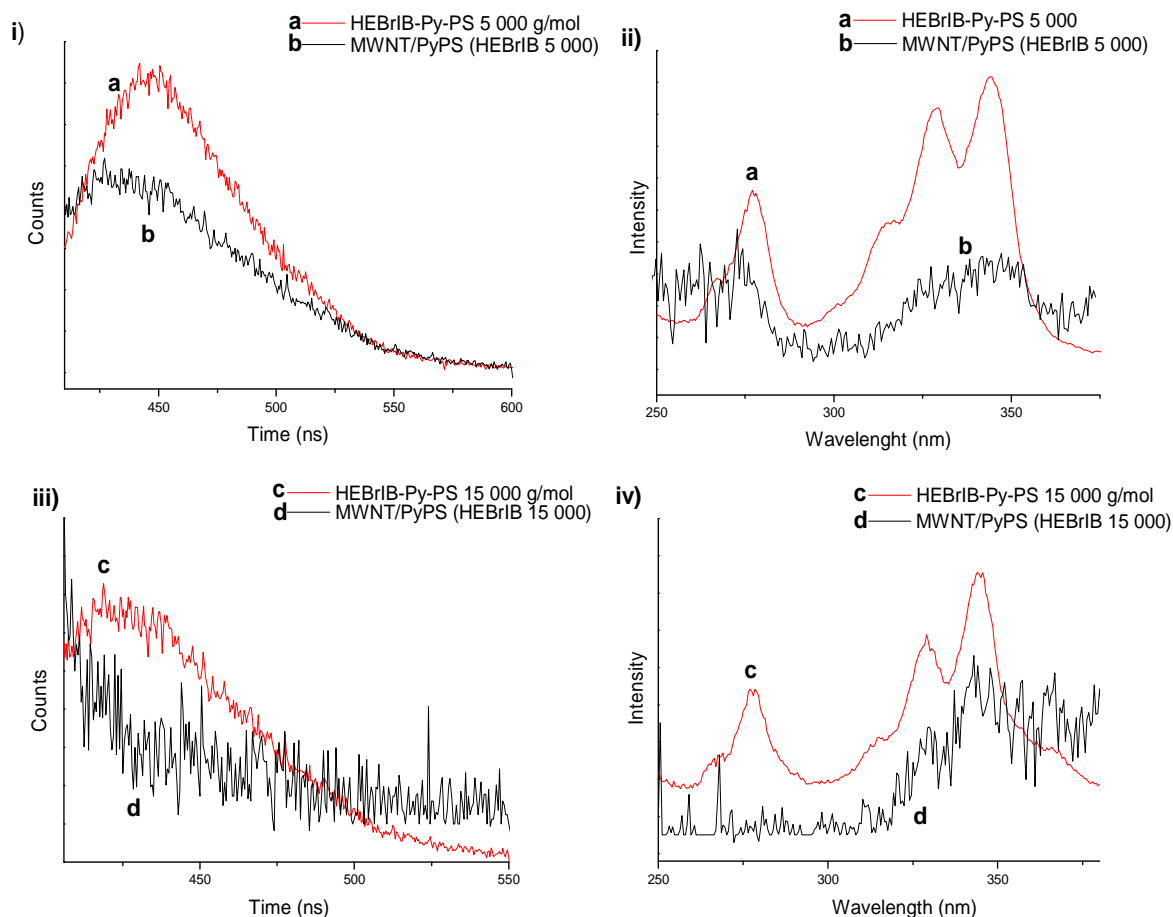 i)
a HEBrIB-Py-PS 5 000 g/mol
b MWNT/PyPS (HEBrIB 5 000)
a
b
Counts
450 500 550 600
Time (ns)
ii)
a HEBrIB-Py-PS 5 000
b MWNT/PyPS (HEBrIB 5 000)
a
b
Intensity
250 300 350
Wavelenght (nm)
iii)
c HEBrIB-Py-PS 15 000 g/mol
d MWNT/PyPS (HEBrIB 15 000)
c
d
Counts
450 500 550
Time (ns)
iv)
c HEBrIB-Py-PS 15 000 g/mol
d MWNT/PyPS (HEBrIB 15 000)
c
d
Intensity
250 300 350
Wavelength (nm)